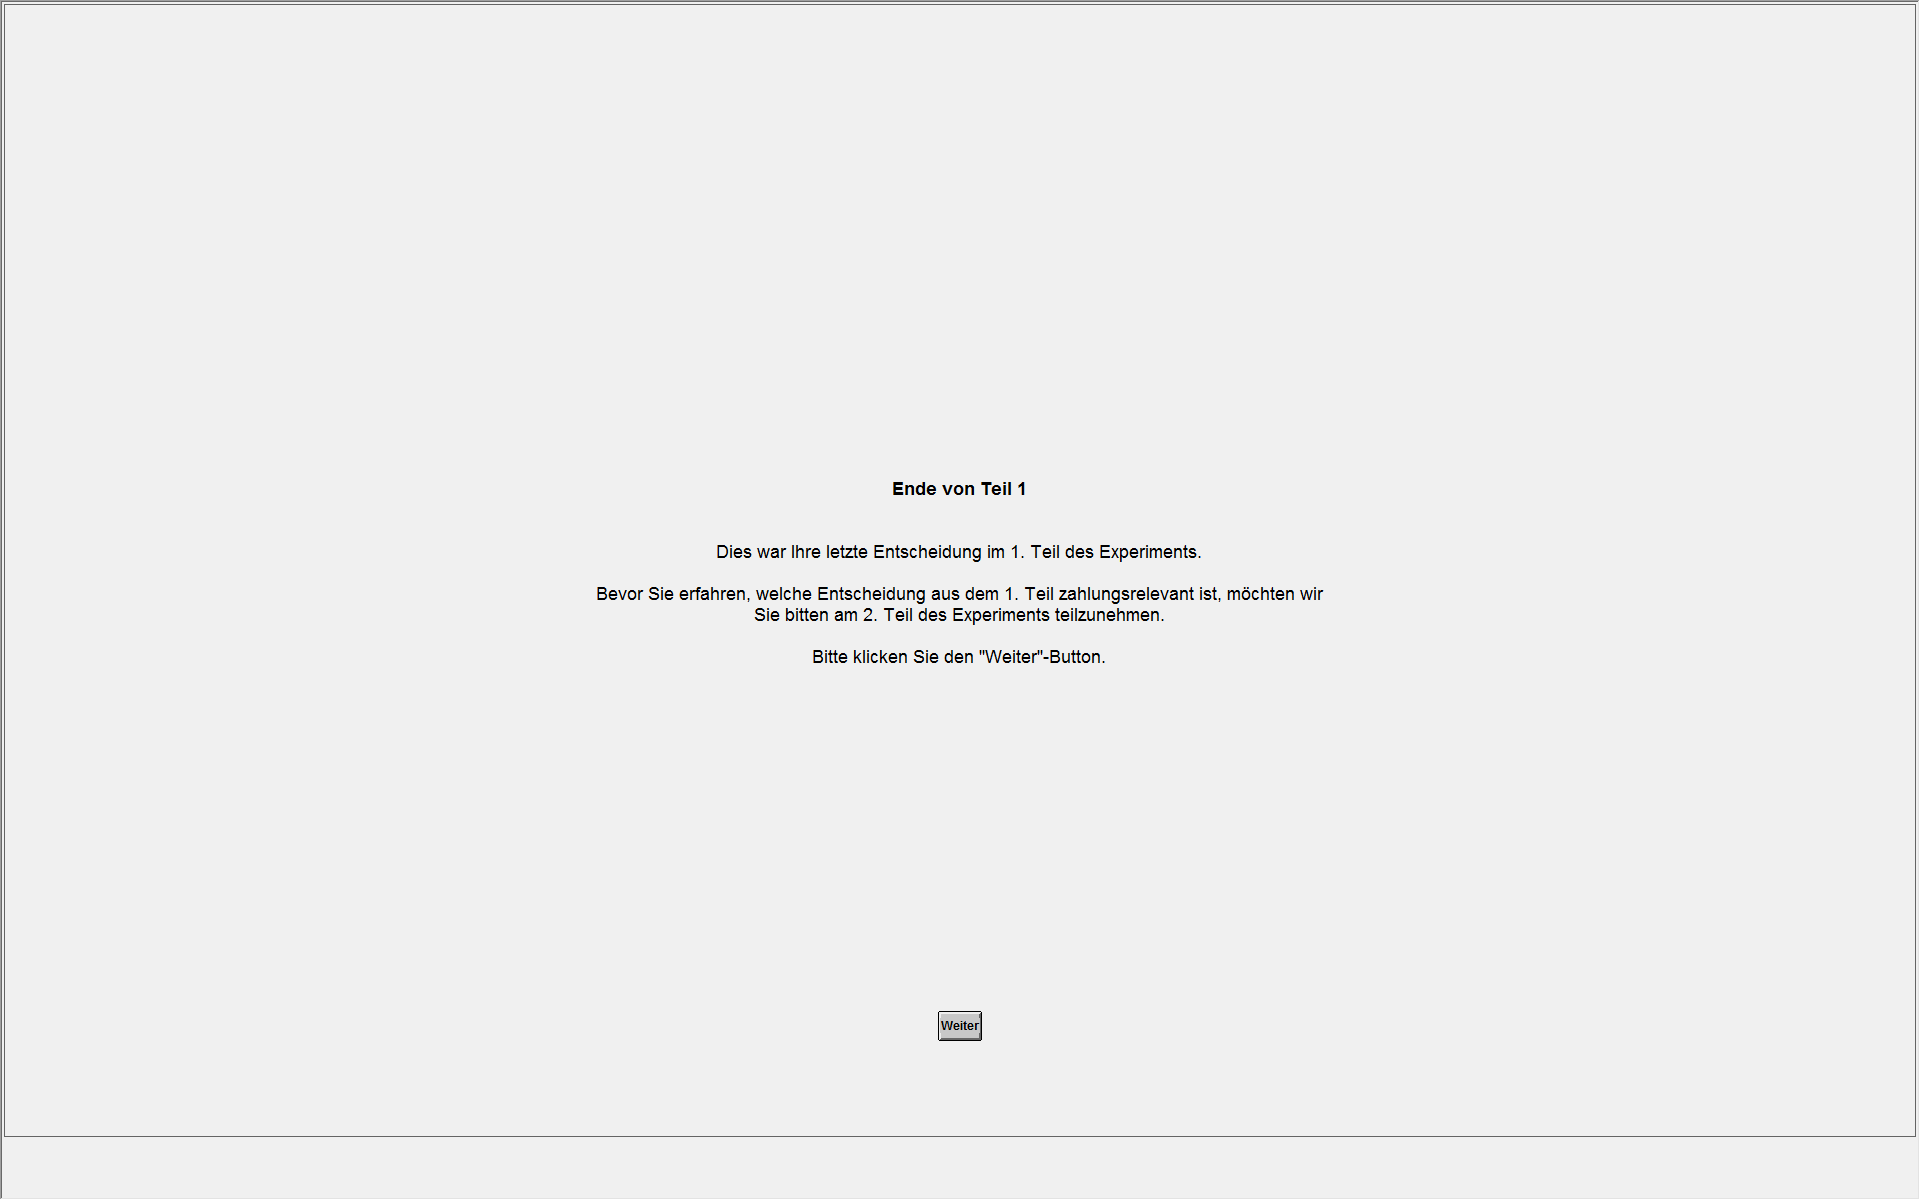 Ende von Teil 1
Dies war Ihre letzte Entscheidung im 1. Teil des Experiments.
Bevor Sie erfahren, welche Entscheidung aus dem 1. Teil zahlungsrelevant ist, möchten wir
Sie bitten am 2. Teil des Experiments teilzunehmen.
Bitte klicken Sie den "Weiter"-Button.
Weiter